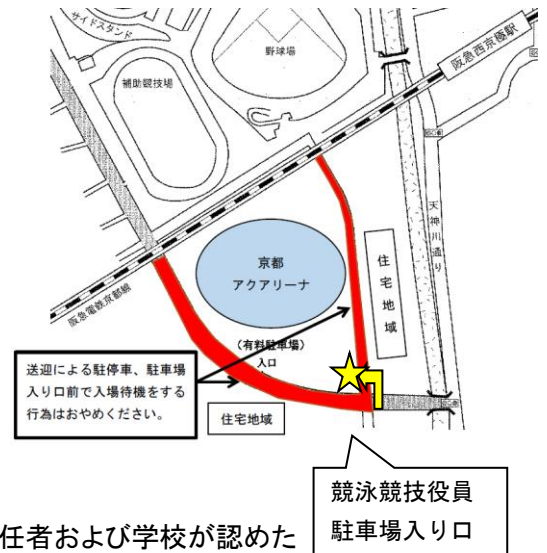 サイドスタンド
野球場
阪急西京極駅
補助競技場
天神川通り
京都
アクアリーナ
住宅地域
阪急電鉄京都線
(有料駐車場)
入口
送迎による駐停車、駐車場
入り口前で入場待機をする
行為はおやめください。
住宅地域
競泳競技役員
駐車場入り口
任者および学校が認めた